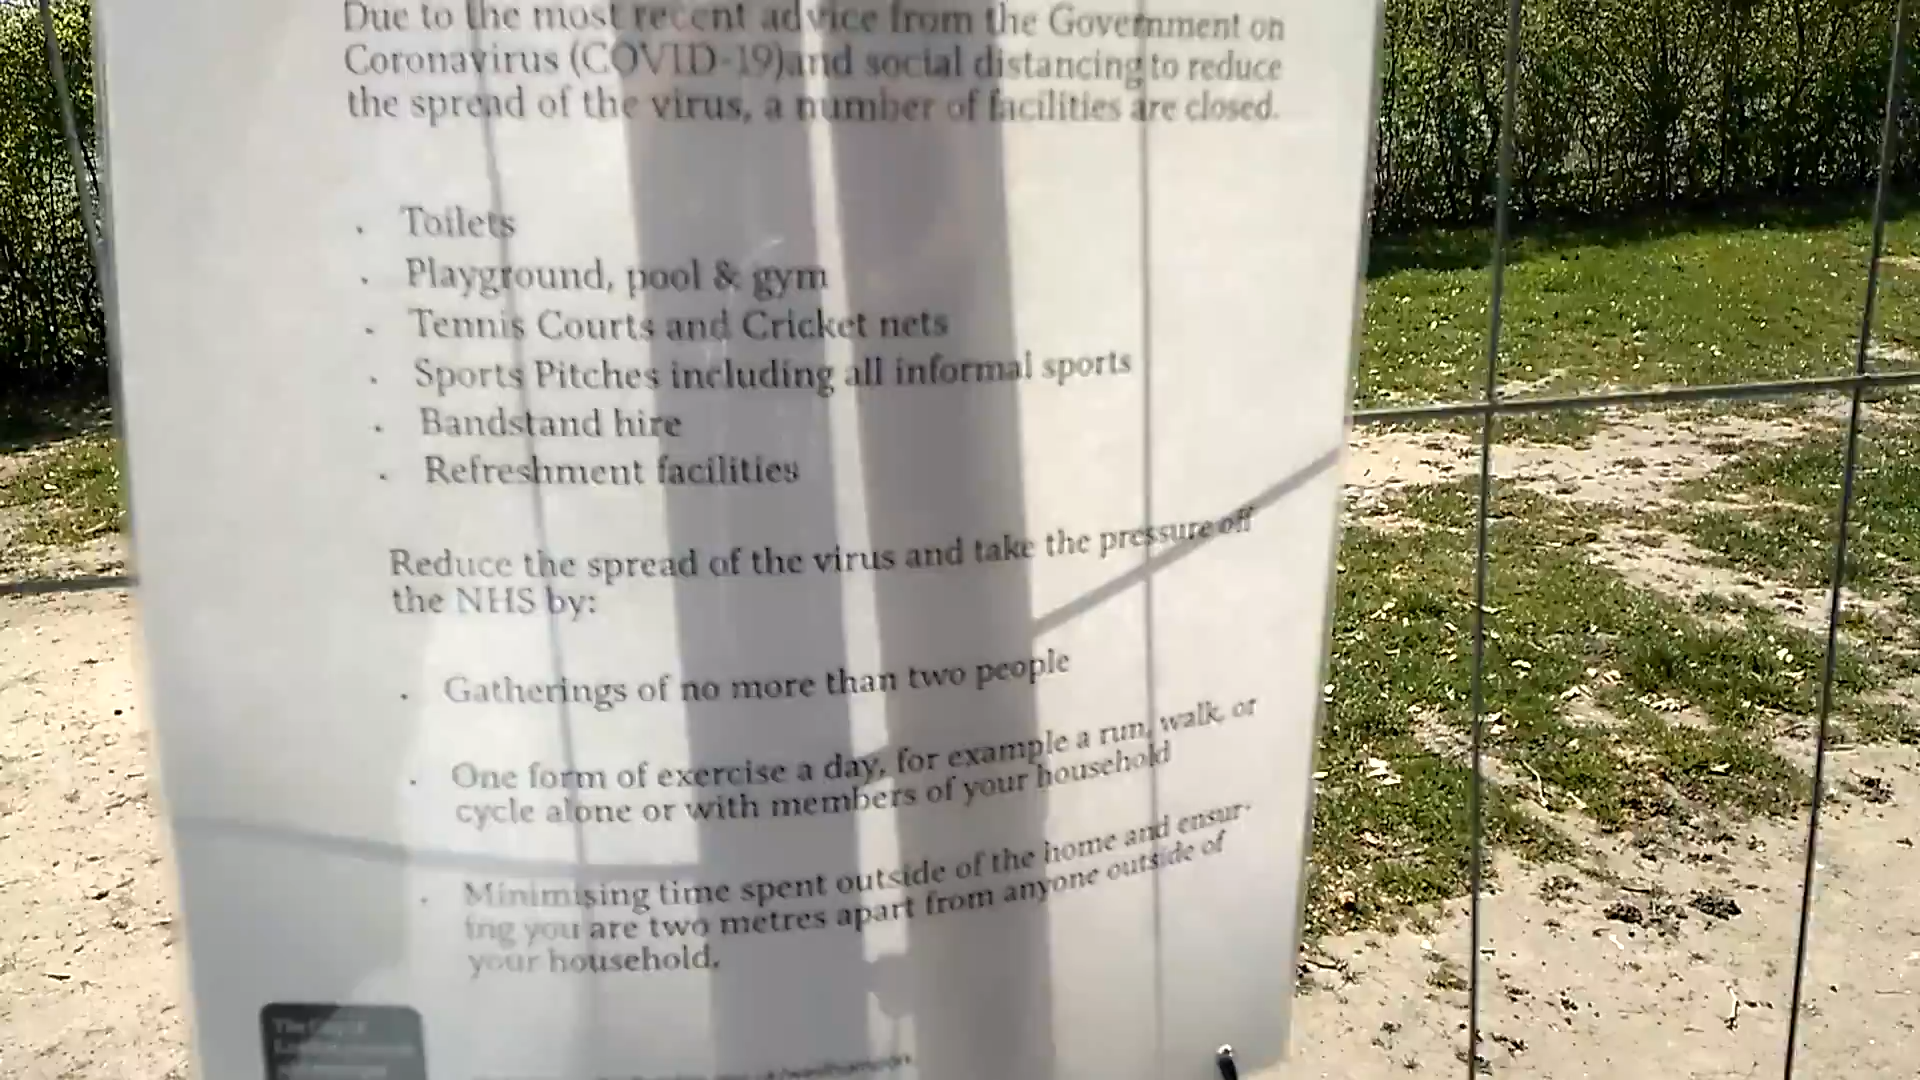 Due to the most recent advice from the Government on
Coronavirus (COVID-19)and social distancing to reduce
the spread of the virus, a number of facilities are closed.
. Toilets
. Playground, pool & gym
. Tennis Courts and Cricket nets
. Sports Pitches including all informal sports
. Bandstand hire
. Refreshment facilities
Reduce the spread of the virus and take the pressure off
the NHS by:
. Gatherings of no more than two people
. One form of exercise a day, for example a run, walk, or
cycle alone or with members of your household
. Minimising time spent outside of the home and ensur-
ing you are two metres apart from anyone outside of
your household.